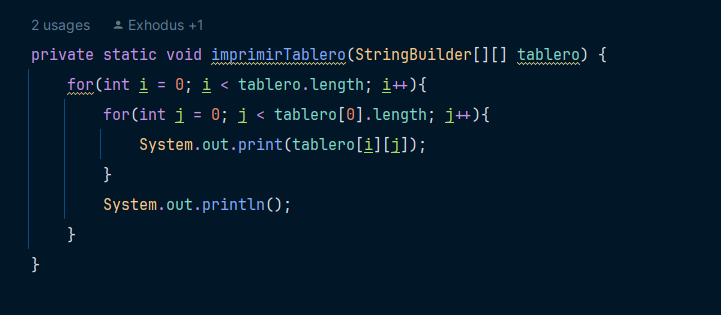 2 usages Exhodus +1
private static void imprimirTablero(StringBuilder[][] tablero) {
for(int i = 0; i < tablero.length; i++){
for(int j = 0; j < tablero[0].length; j++){
System.out.print(tablero[i][j]);
}
System.out.println();
}
}